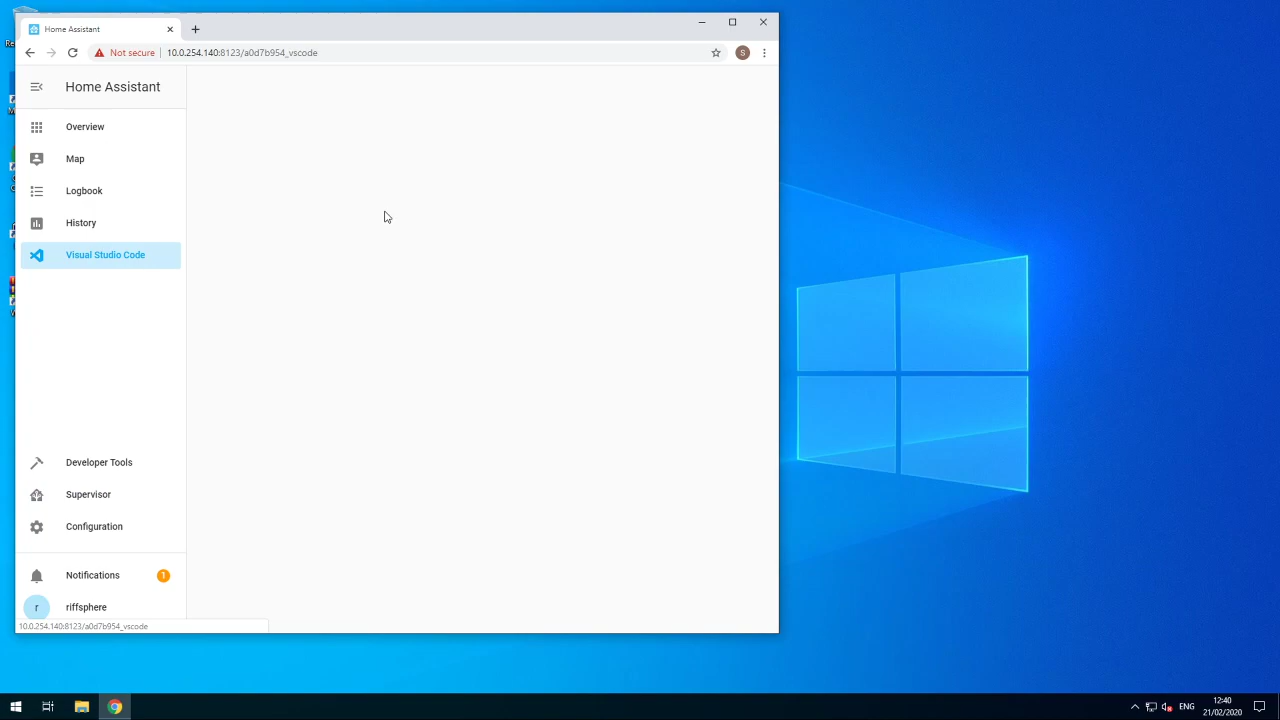 Home Assistant
Not secure
10.0.254.140:8123/a0d7b954_vscode
S
Home Assistant
Overview
Map
Logbook
History
Visual Studio Code
Developer Tools
Supervisor
Configuration
Notifications
1
r
riffsphere
10.0.254.140:8123/a0d7b954_vscode
ENG
12:40
21/02/2020